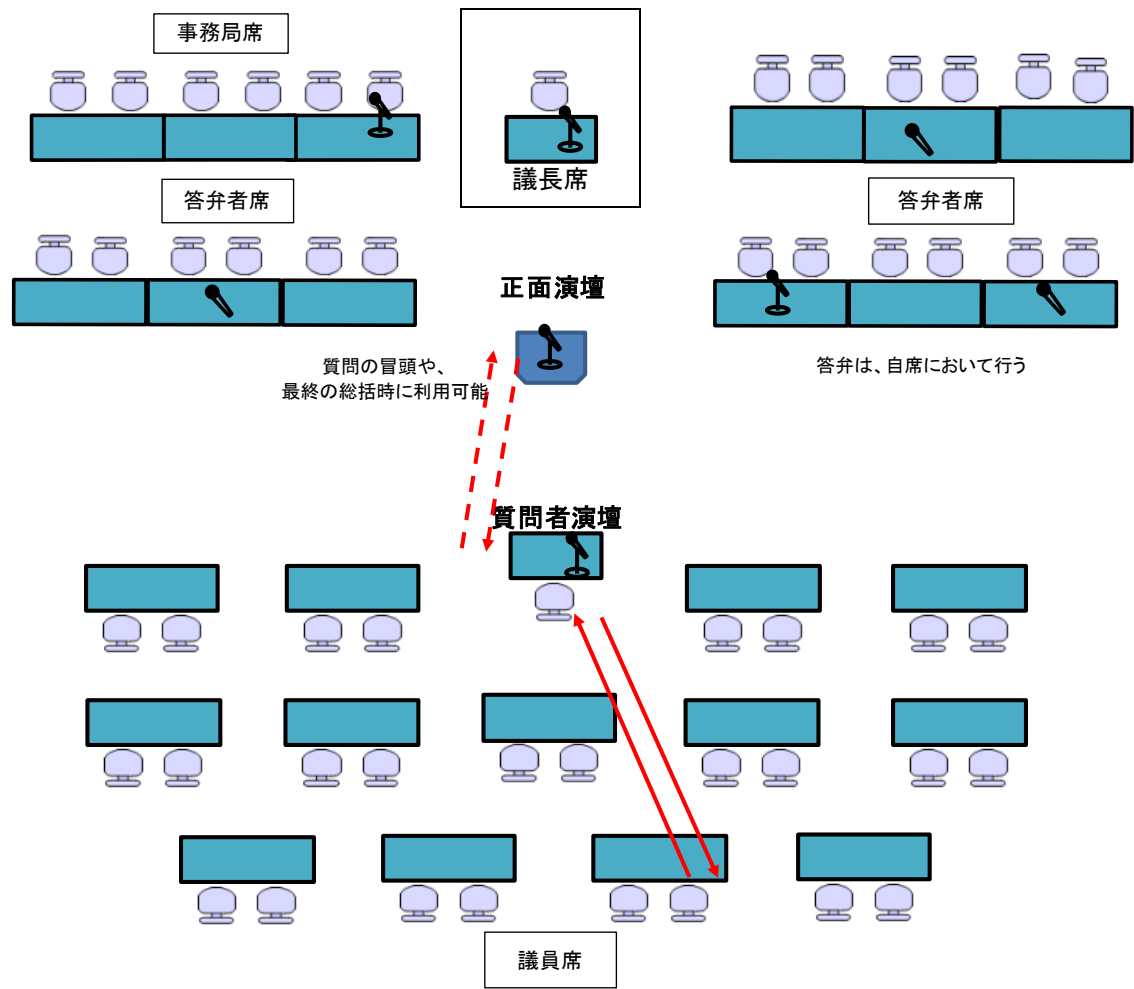 事務局席
議長席
答弁者席
答弁者席
正面演壇
質問の冒頭や、
最終の総括時に利用可能
答弁は、自席において行う
質問者演壇
議員席